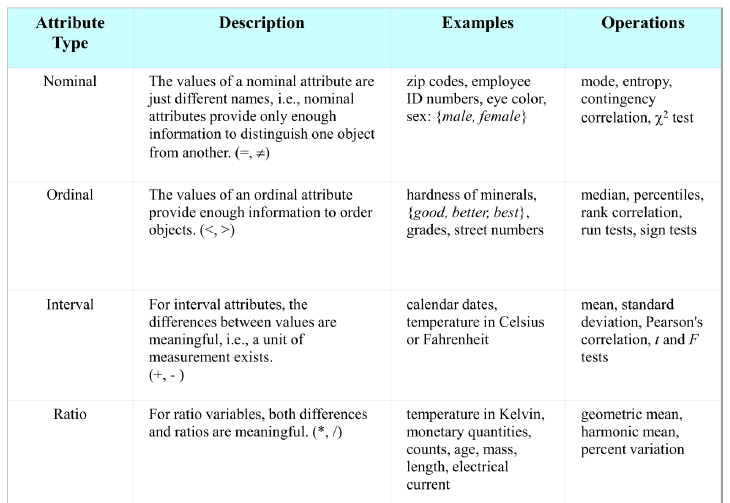 Attribute Type
Description
Examples
Operations
Nominal
The values of a nominal attribute are
just different names, i.e., nominal
attributes provide only enough
information to distinguish one object
from another. (=, ≠)
zip codes, employee
ID numbers, eye color,
sex: {male, female}
mode, entropy,
contingency
correlation, χ² test
Ordinal
The values of an ordinal attribute
provide enough information to order
objects. (<, >)
hardness of minerals,
{good, better, best},
grades, street numbers
median, percentiles,
rank correlation,
run tests, sign tests
Interval
For interval attributes, the
differences between values are
meaningful, i.e., a unit of
measurement exists.
(+, - )
calendar dates,
temperature in Celsius
or Fahrenheit
mean, standard
deviation, Pearson's
correlation, t and F
tests
Ratio
For ratio variables, both differences
and ratios are meaningful. (*, /)
temperature in Kelvin,
monetary quantities,
counts, age, mass,
length, electrical
current
geometric mean,
harmonic mean,
percent variation